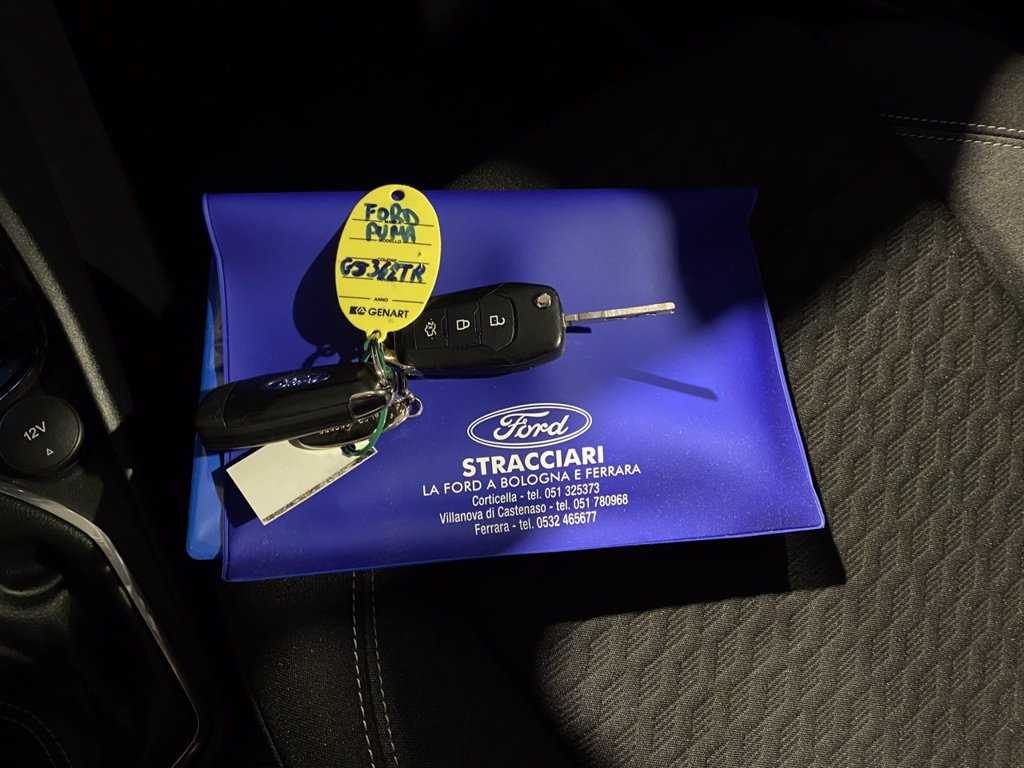 FORD
PUMA
MODELLO
GJ362TR
ANNO
GENART
Ford
STRACCIARI
LA FORD A BOLOGNA E FERRARA
Corticella - tel. 051 325373
Villanova di Castenaso - tel. 051 780968
Ferrara - tel. 0532 465677
12V